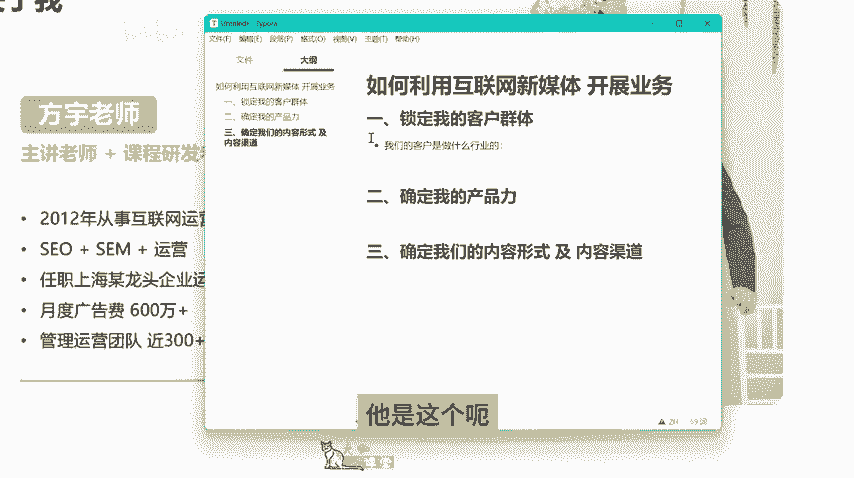 方宇老师
主讲老师 + 课程研发
2012年从事互联网运营
SEO + SEM + 运营
任职上海某龙头企业运
月度广告费 600万+
管理运营团队 近300+
文件(F) 编辑(E) 段落(P) 格式(O) 视图(V) 主题(T) 帮助(H)
文件 大纲
如何利用互联网新媒体 开展业务
一、锁定我的客户群体
二、确定我的产品力
三、确定我们的内容形式 及
内容渠道
如何利用互联网新媒体 开展业务
一、锁定我的客户群体
我们的客户是做什么行业的：
二、确定我的产品力
三、确定我们的内容形式 及 内容渠道
他是这个呃
课堂